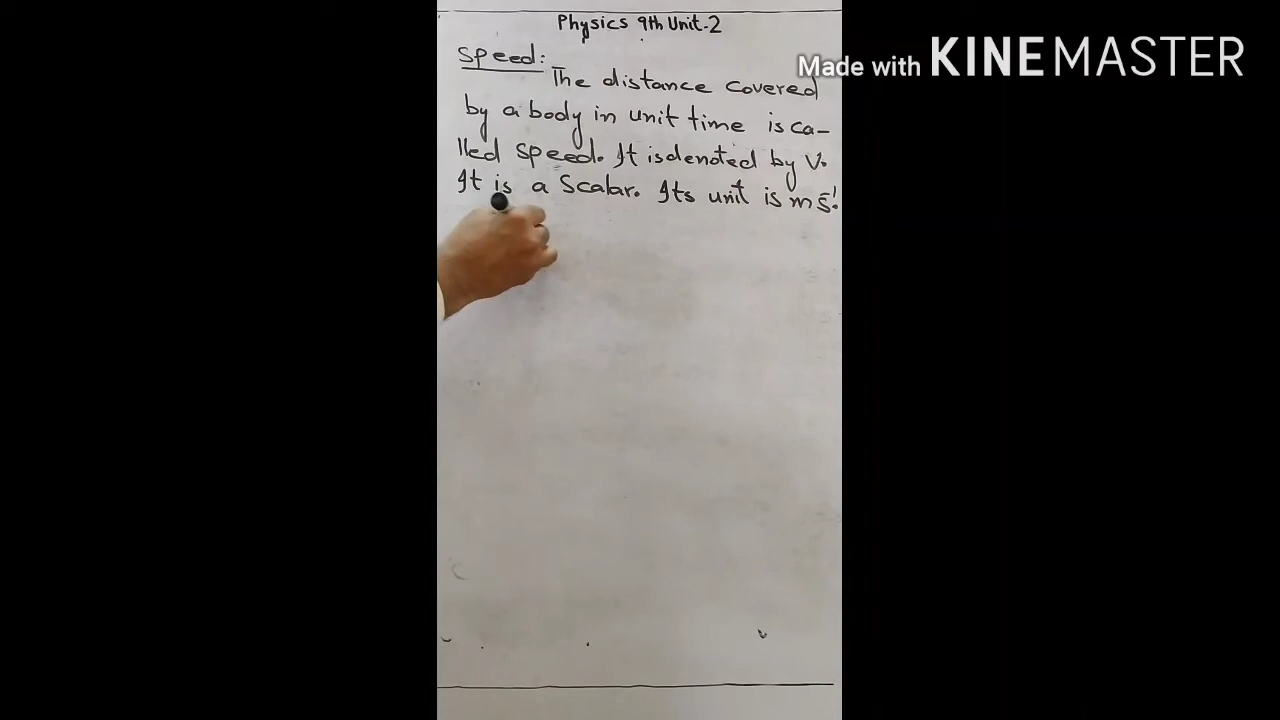 Physics 9th Unit-2
Made with KINEMASTER
Speed:
The distance covered
by a body in unit time is ca-
lled speed. It is denoted by V.
It is a Scalar. Its unit is ms⁻¹.